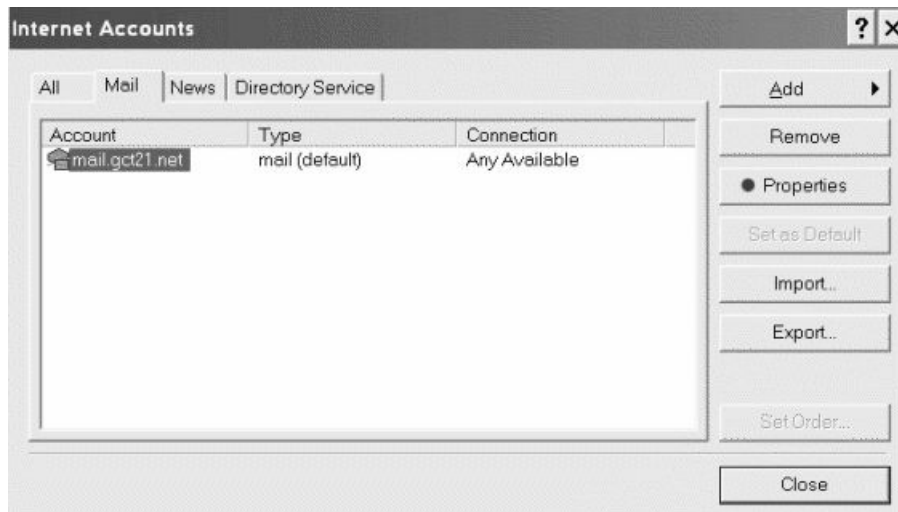 Internet Accounts
? ×
All Mail News Directory Service
Account Type Connection
mail.gct21.net mail (default) Any Available
Add
Remove
Properties
Set as Default
Import...
Export...
Set Order...
Close